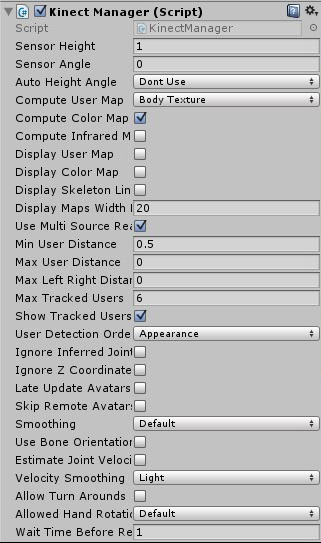 Kinect Manager (Script)
Script KinectManager
Sensor Height 1
Sensor Angle 0
Auto Height Angle Dont Use
Compute User Map Body Texture
Compute Color Map
Compute Infrared M
Display User Map
Display Color Map
Display Skeleton Lin
Display Maps Width 20
Use Multi Source Rea
Min User Distance 0.5
Max User Distance 0
Max Left Right Distan 0
Max Tracked Users 6
Show Tracked Users
User Detection Orde Appearance
Ignore Inferred Joint
Ignore Z Coordinate
Late Update Avatars
Skip Remote Avatars
Smoothing Default
Use Bone Orientation
Estimate Joint Veloci
Velocity Smoothing Light
Allow Turn Arounds
Allowed Hand Rotatio Default
Wait Time Before Re 1